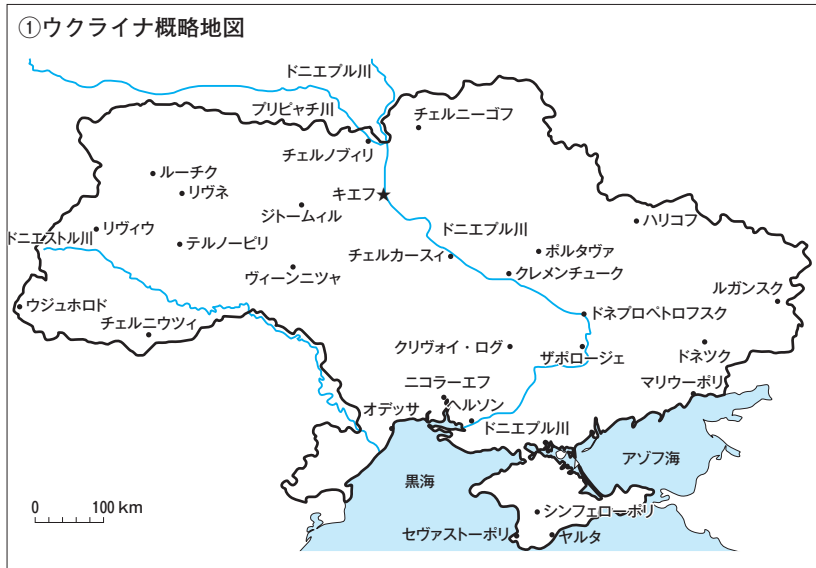 ①ウクライナ概略地図
ドニエプル川
プリピャチ川
チェルニーゴフ
チェルノブィリ
ルーチク
リヴネ
キエフ
ジトームィル
ハリコフ
リヴィウ
ドニエプル川
ドニエストル川
テルノーピリ
ポルタヴァ
チェルカースィ
ヴィーンニツャ
クレメンチューク
ルガンスク
ウジュホロド
ドネプロペトロフスク
チェルニウツィ
クリヴォイ・ログ
ザポロージェ
ドネツク
ニコラーエフ
マリウーポリ
オデッサ
ヘルソン
ドニエプル川
アゾフ海
黒海
0 100 km
シンフェローポリ
セヴァストーポリ
ヤルタ